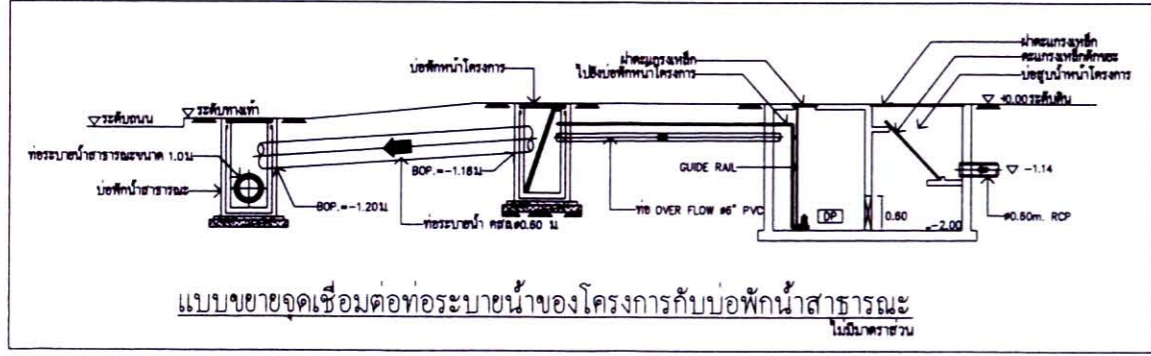 ฝาตะแกรงเหล็ก
ฝาตะแกรงเหล็ก
ตะแกรงเหล็กดักขยะ
บ่อพักหน้าโครงการ
ไปยังบ่อพักหน้าโครงการ
บ่อสูบน้ำหน้าโครงการ
ระดับถนน
ระดับทางเท้า
+0.00 ระดับดิน
ท่อระบายน้ำสาธารณะขนาด 1.0ม
บ่อพักน้ำสาธารณะ
BOP.=-1.16ม
GUIDE RAIL
-1.14
BOP.=-1.20ม
ท่อระบายน้ำ คสล.ø0.60 ม
ท่อ OVER FLOW ø6" PVC
DP
0.60
=-2.00
ø0.60m. RCP
แบบขยายจุดเชื่อมต่อท่อระบายน้ำของโครงการกับบ่อพักน้ำสาธารณะ
ไม่มีมาตราส่วน